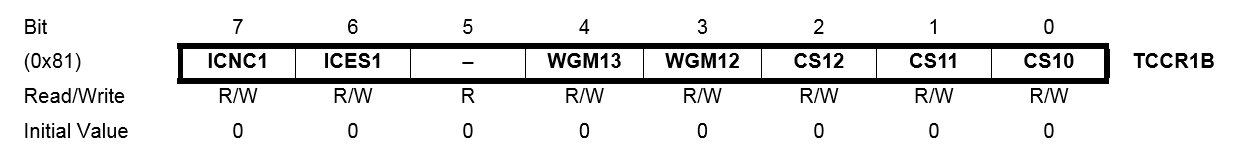 Bit 7 6 5 4 3 2 1 0
(0x81) ICNC1 ICES1 – WGM13 WGM12 CS12 CS11 CS10 TCCR1B
Read/Write R/W R/W R R/W R/W R/W R/W R/W
Initial Value 0 0 0 0 0 0 0 0